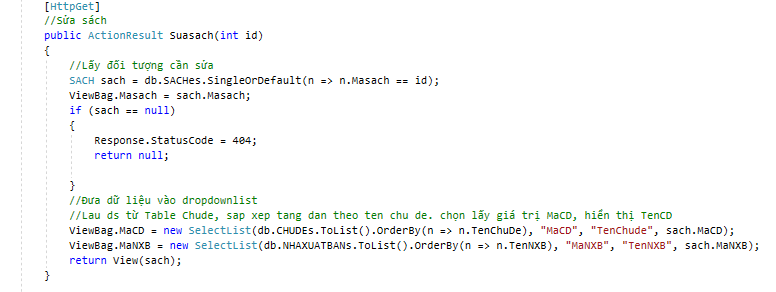 [HttpGet]
//Sửa sách
public ActionResult Suasach(int id)
{
//Lấy đối tượng cần sửa
SACH sach = db.SACHes.SingleOrDefault(n => n.Masach == id);
ViewBag.Masach = sach.Masach;
if (sach == null)
{
Response.StatusCode = 404;
return null;
}
//Đưa dữ liệu vào dropdownlist
//Lau ds từ Table Chude, sap xep tang dan theo ten chu de. chọn lấy giá trị MaCD, hiển thị TenCD
ViewBag.MaCD = new SelectList(db.CHUDEs.ToList().OrderBy(n => n.TenChuDe), "MaCD", "TenChude", sach.MaCD);
ViewBag.MaNXB = new SelectList(db.NHAXUATBANs.ToList().OrderBy(n => n.TenNXB), "MaNXB", "TenNXB", sach.MaNXB);
return View(sach);
}